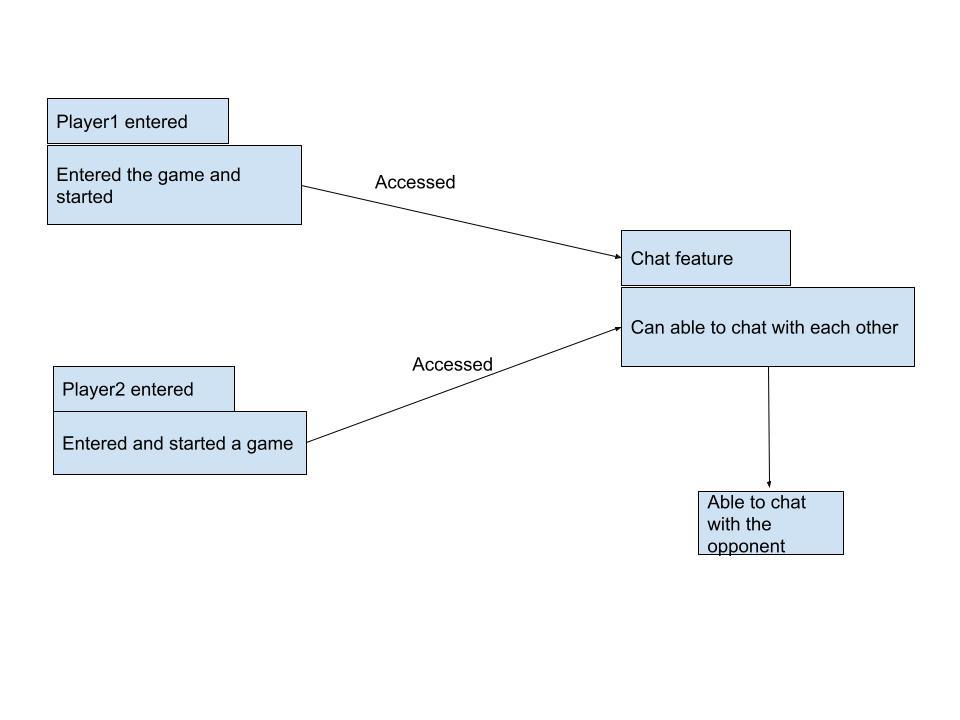 Player1 entered
Entered the game and
started
Accessed
Chat feature
Can able to chat with each other
Accessed
Player2 entered
Entered and started a game
Able to chat
with the
opponent